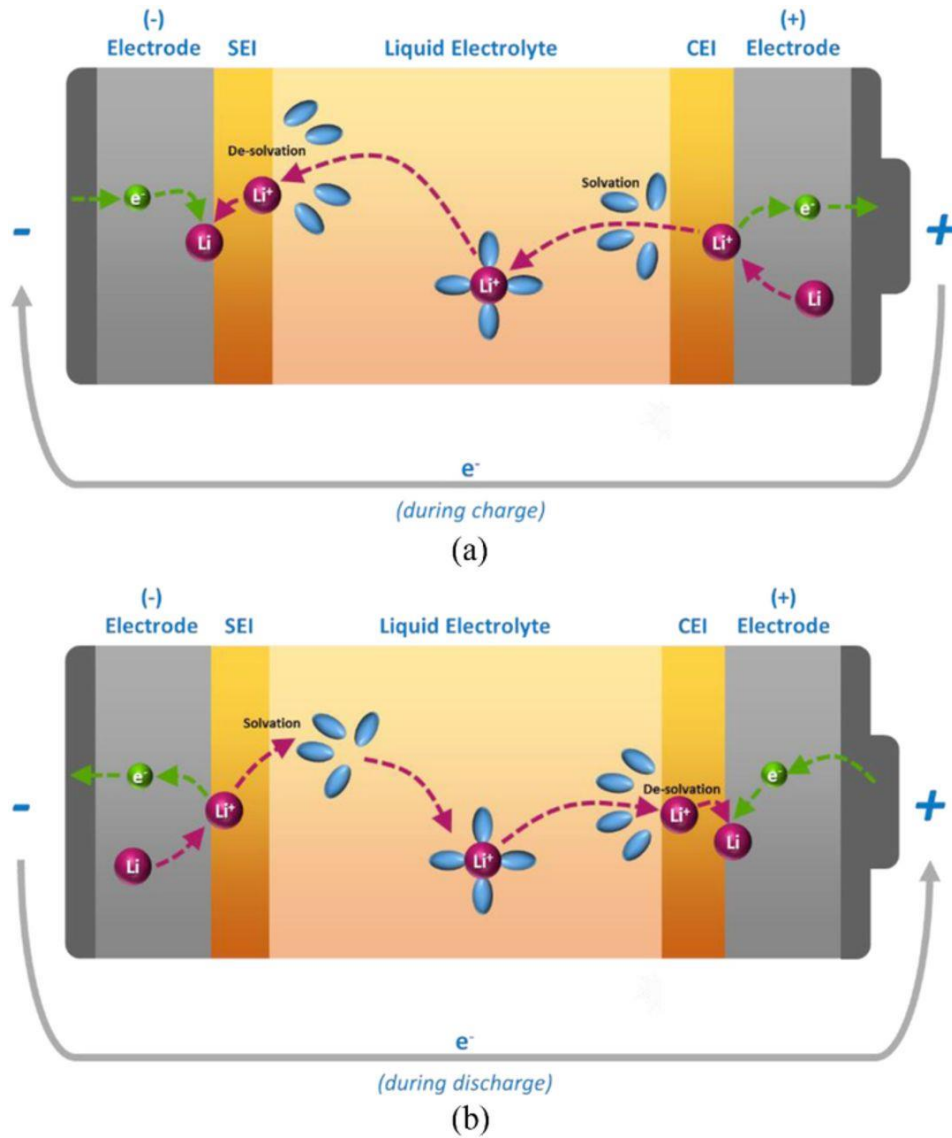 (-)
Electrode SEI Liquid Electrolyte CEI (+)
Electrode
De-solvation
Solvation
e⁻ Li Li⁺ Li⁺ Li⁺ e⁻ Li
- +
e⁻
(during charge)
(a)
(-)
Electrode SEI Liquid Electrolyte CEI (+)
Electrode
Solvation
De-solvation
e⁻ Li⁺ Li Li⁺ Li⁺ Li e⁻
- +
e⁻
(during discharge)
(b)